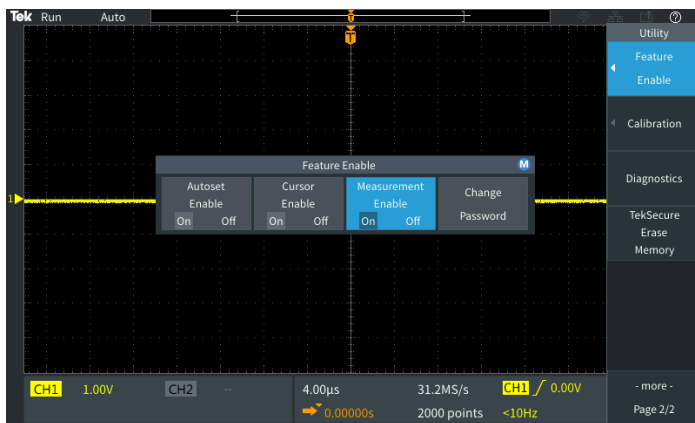 Tek Run Auto
T
T
Utility
Feature
Enable
Calibration
Diagnostics
TekSecure
Erase
Memory
- more -
Page 2/2
Feature Enable M
Autoset
Enable
On Off
Cursor
Enable
On Off
Measurement
Enable
On Off
Change
Password
1
CH1 1.00V CH2 -- 4.00µs 31.2MS/s CH1 0.00V
0.00000s 2000 points <10Hz